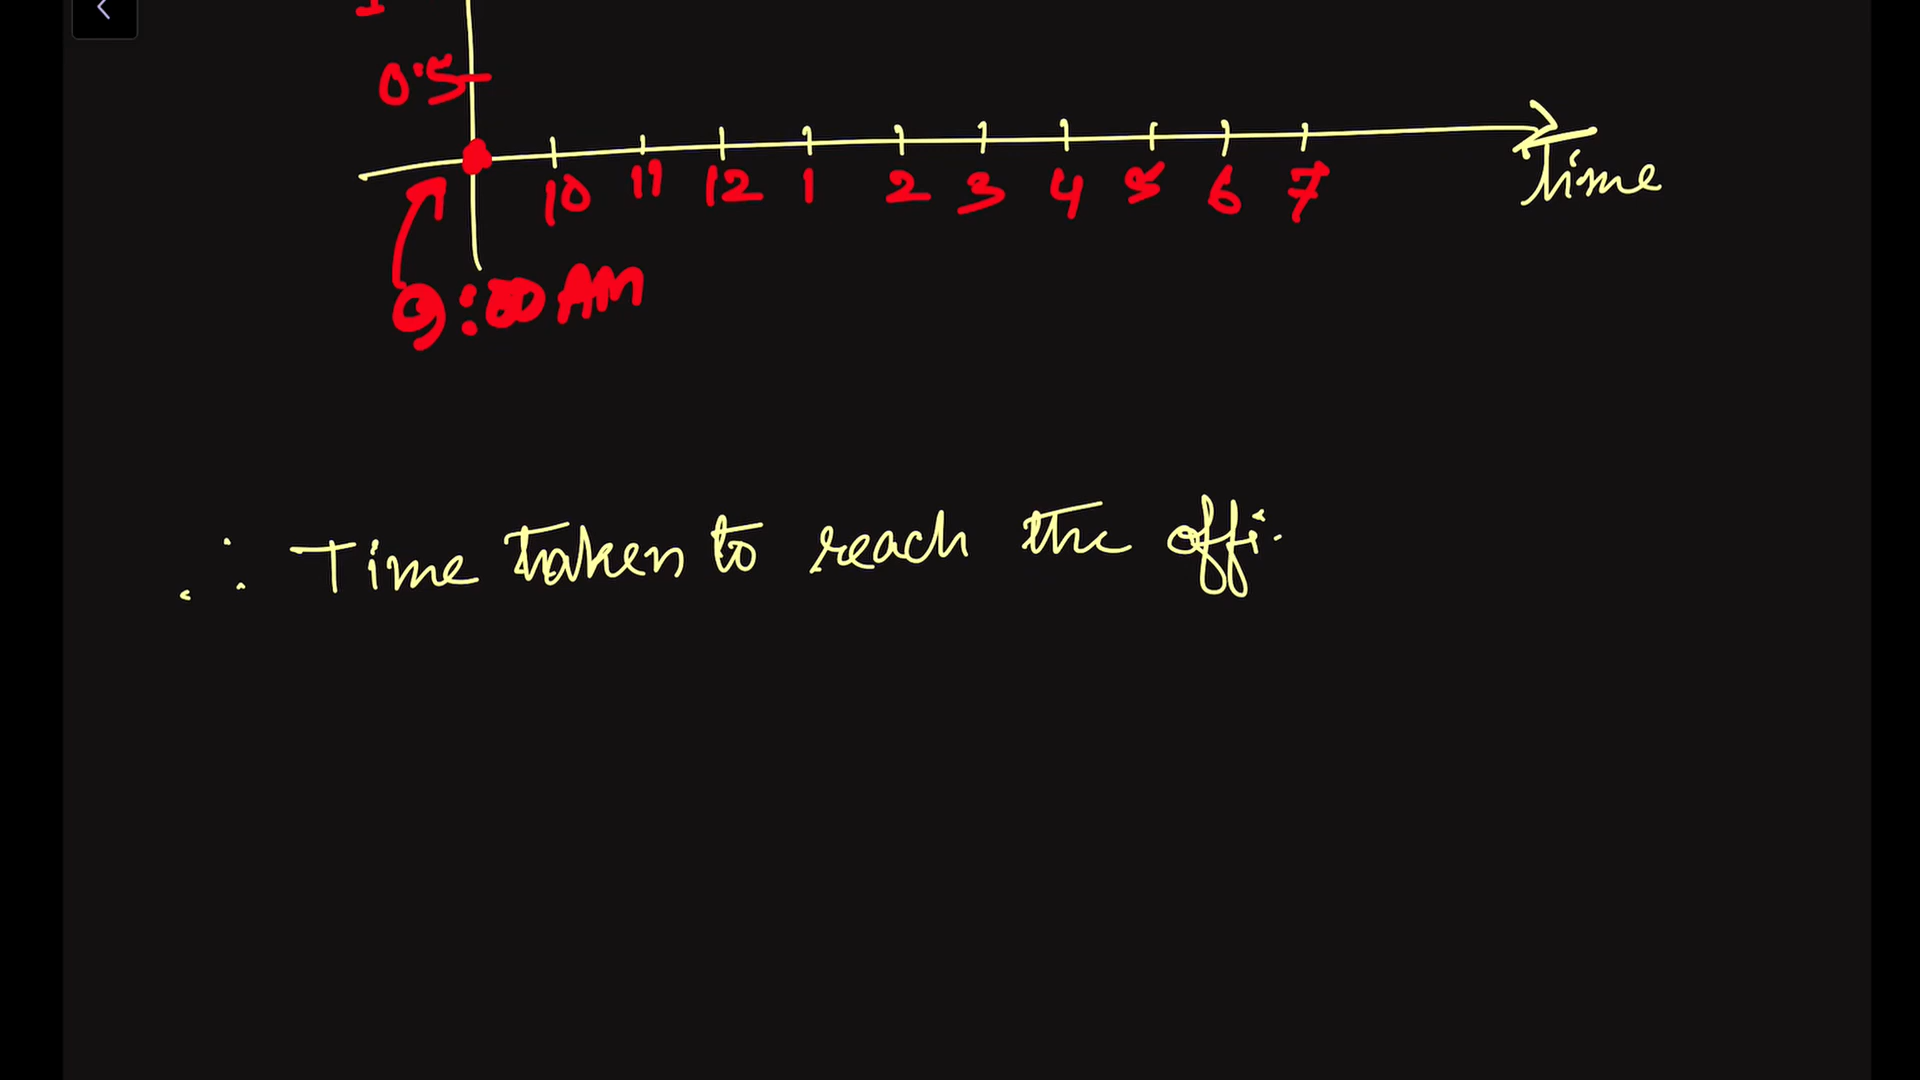 0.5
Time
10 11 12 1 2 3 4 5 6 7
9:00 AM
∴ Time taken to reach the offi